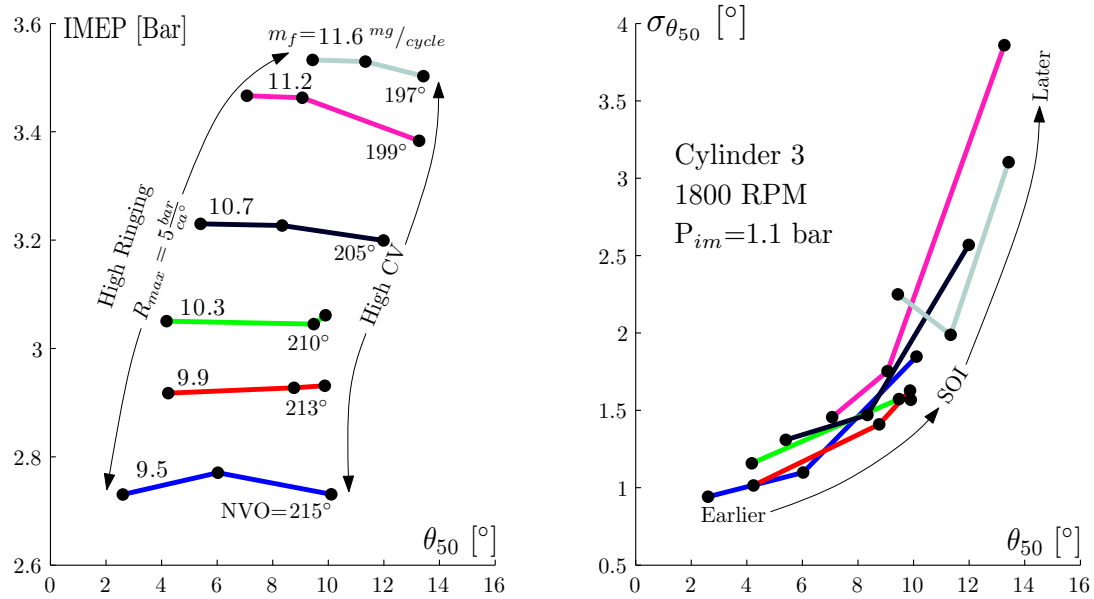 IMEP [Bar]
m_f=11.6 mg/cycle
11.2
197°
199°
10.7
205°
High Ringing
R_max = 5 bar/ca°
High CV
10.3
210°
9.9
213°
9.5
NVO=215°
θ50 [°]
3.6
3.4
3.2
3
2.8
2.6
0 2 4 6 8 10 12 14 16
σθ50 [°]
Later
Cylinder 3
1800 RPM
P_im=1.1 bar
SOI
Earlier
θ50 [°]
4
3.5
3
2.5
2
1.5
1
0.5
0 2 4 6 8 10 12 14 16